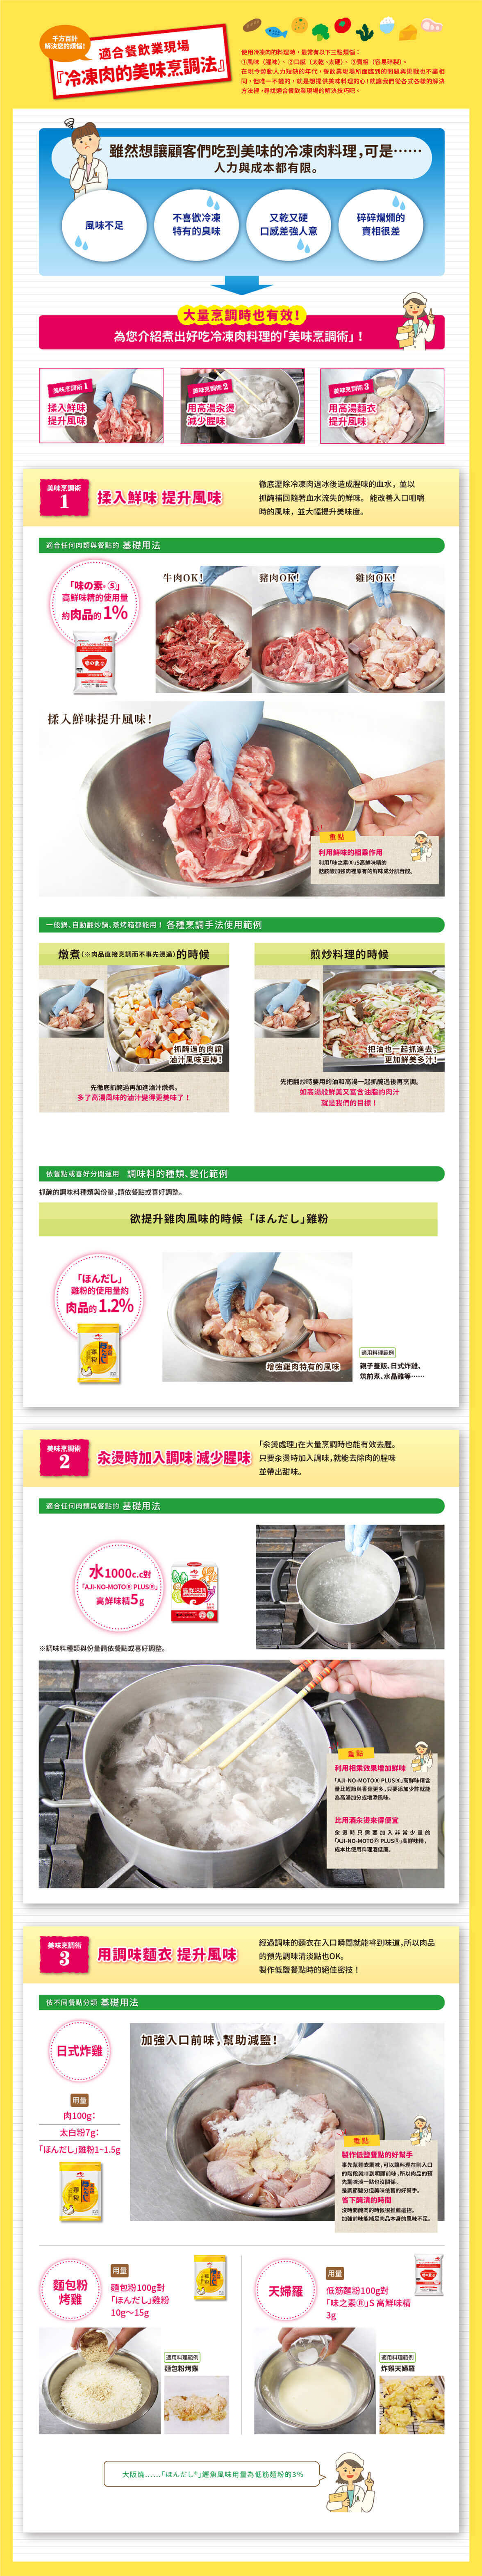 千方百計
解決您的煩惱!
適合餐飲業現場
『冷凍肉的美味烹調法』
使用冷凍肉的料理時，最常有以下三點煩惱：
①風味（腥味）、②口感（太乾、太硬）、③賣相（容易碎裂）。
在現今勞動人力短缺的年代，餐飲業現場所面臨到的問題與挑戰也不盡相
同，但唯一不變的，就是想提供美味料理的心！就讓我們從各式各樣的解決
方法裡，尋找適合餐飲業現場的解決技巧吧。
雖然想讓顧客們吃到美味的冷凍肉料理，可是……
人力與成本都有限。
風味不足
不喜歡冷凍
特有的臭味
又乾又硬
口感差強人意
碎碎爛爛的
賣相很差
大量烹調時也有效!
為您介紹煮出好吃冷凍肉料理的「美味烹調術」!
美味烹調術 1
揉入鮮味
提升風味
美味烹調術 2
用高湯汆燙
減少腥味
美味烹調術 3
用高湯麵衣
提升風味
美味烹調術
1
揉入鮮味 提升風味
徹底瀝除冷凍肉退冰後造成腥味的血水，並以
抓醃補回隨著血水流失的鮮味。 能改善入口咀嚼
時的風味，並大幅提升美味度。
適合任何肉類與餐點的 基礎用法
「味の素® Ⓢ」
高鮮味精的使用量
約肉品的 1%
牛肉OK!
豬肉OK!
雞肉OK!
揉入鮮味提升風味!
重點
利用鮮味的相乘作用
利用「味之素®」S高鮮味精的
麩胺酸加強肉裡原有的鮮味成分肌苷酸。
一般鍋、自動翻炒鍋、蒸烤箱都能用！ 各種烹調手法使用範例
燉煮（※肉品直接烹調而不事先燙過）的時候
抓醃過的肉讓
滷汁風味更棒!
先徹底抓醃過再加進滷汁燉煮。
多了高湯風味的滷汁變得更美味了！
煎炒料理的時候
把油也一起抓進去，
更加鮮美多汁!
先把翻炒時要用的油和高湯一起抓醃過後再烹調。
如高湯般鮮美又富含油脂的肉汁
就是我們的目標！
依餐點或喜好分開運用 調味料的種類、變化範例
抓醃的調味料種類與份量，請依餐點或喜好調整。
欲提升雞肉風味的時候「ほんだし」雞粉
「ほんだし」
雞粉的使用量約
肉品的 1.2%
增強雞肉特有的風味
適用料理範例
親子蓋飯、日式炸雞、
筑前煮、水晶雞等……
美味烹調術
2
汆燙時加入調味 減少腥味
「汆燙處理」在大量烹調時也能有效去腥。
只要汆燙時加入調味，就能去除肉的腥味
並帶出甜味。
適合任何肉類與餐點的 基礎用法
水1000c.c對
「AJI-NO-MOTO® PLUS®」
高鮮味精5g
※調味料種類與份量請依餐點或喜好調整。
重點
利用相乘效果增加鮮味
「AJI-NO-MOTO® PLUS®」高鮮味精含
量比鰹節與香菇更多，只要添加少許就能
為高湯加分或增添風味。
比用酒汆燙來得便宜
汆燙時只需要加入非常少量的
「AJI-NO-MOTO® PLUS®」高鮮味精，
成本比使用料理酒低廉。
美味烹調術
3
用調味麵衣 提升風味
經過調味的麵衣在入口瞬間就能嚐到味道，所以肉品
的預先調味清淡點也OK。
製作低鹽餐點時的絕佳密技！
依不同餐點分類 基礎用法
日式炸雞
用量
肉100g：
太白粉7g：
「ほんだし」雞粉1~1.5g
加強入口前味，幫助減鹽!
重點
製作低鹽餐點的好幫手
事先幫麵衣調味，可以讓料理在剛入口
的階段就嚐到明顯前味，所以肉品的預
先調味淡一點也沒關係。
是調節鹽分但美味依舊的好幫手。
省下醃漬的時間
沒時間醃肉的時候很推薦這招。
加強前味能補足肉品本身的風味不足。
麵包粉
烤雞
用量
麵包粉100g對
「ほんだし」雞粉
10g～15g
適用料理範例
麵包粉烤雞
天婦羅
用量
低筋麵粉100g對
「味之素®」S 高鮮味精
3g
適用料理範例
炸雞天婦羅
大阪燒……「ほんだし®」鰹魚風味用量為低筋麵粉的3%